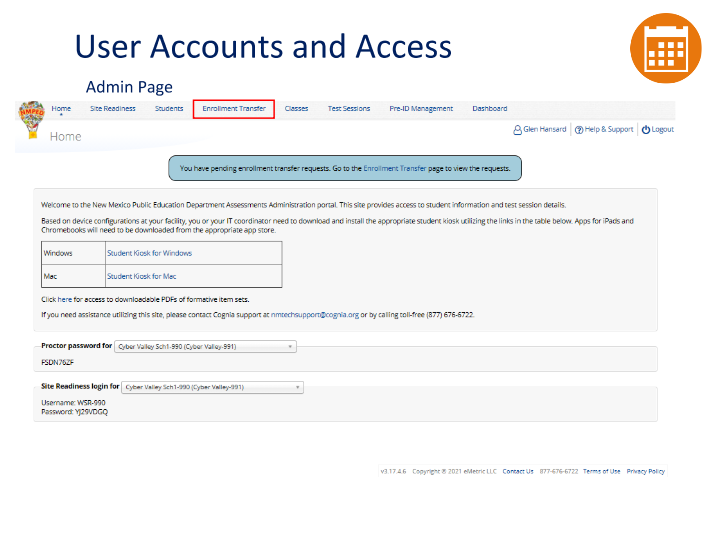 User Accounts and Access
Admin Page
Home Site Readiness Students Enrollment Transfer Classes Test Sessions Pre-ID Management Dashboard
Home
Glen Hansard Help & Support Logout
You have pending enrollment transfer requests. Go to the Enrollment Transfer page to view the requests.
Welcome to the New Mexico Public Education Department Assessments Administration portal. This site provides access to student information and test session details.
Based on device configurations at your facility, you or your IT coordinator need to download and install the appropriate student kiosk utilizing the links in the table below. Apps for iPads and
Chromebooks will need to be downloaded from the appropriate app store.
Windows Student Kiosk for Windows
Mac Student Kiosk for Mac
Click here for access to downloadable PDFs of formative item sets.
If you need assistance utilizing this site, please contact Cognia support at nmtechsupport@cognia.org or by calling toll-free (877) 676-6722.
Proctor password for Cyber Valley Sch1-990 (Cyber Valley-991)
FSDN76ZF
Site Readiness login for Cyber Valley Sch1-990 (Cyber Valley-991)
Username: WSR-990
Password: YJ29VDGQ
v3.17.4.6 Copyright © 2021 eMetric LLC Contact Us 877-676-6722 Terms of Use Privacy Policy